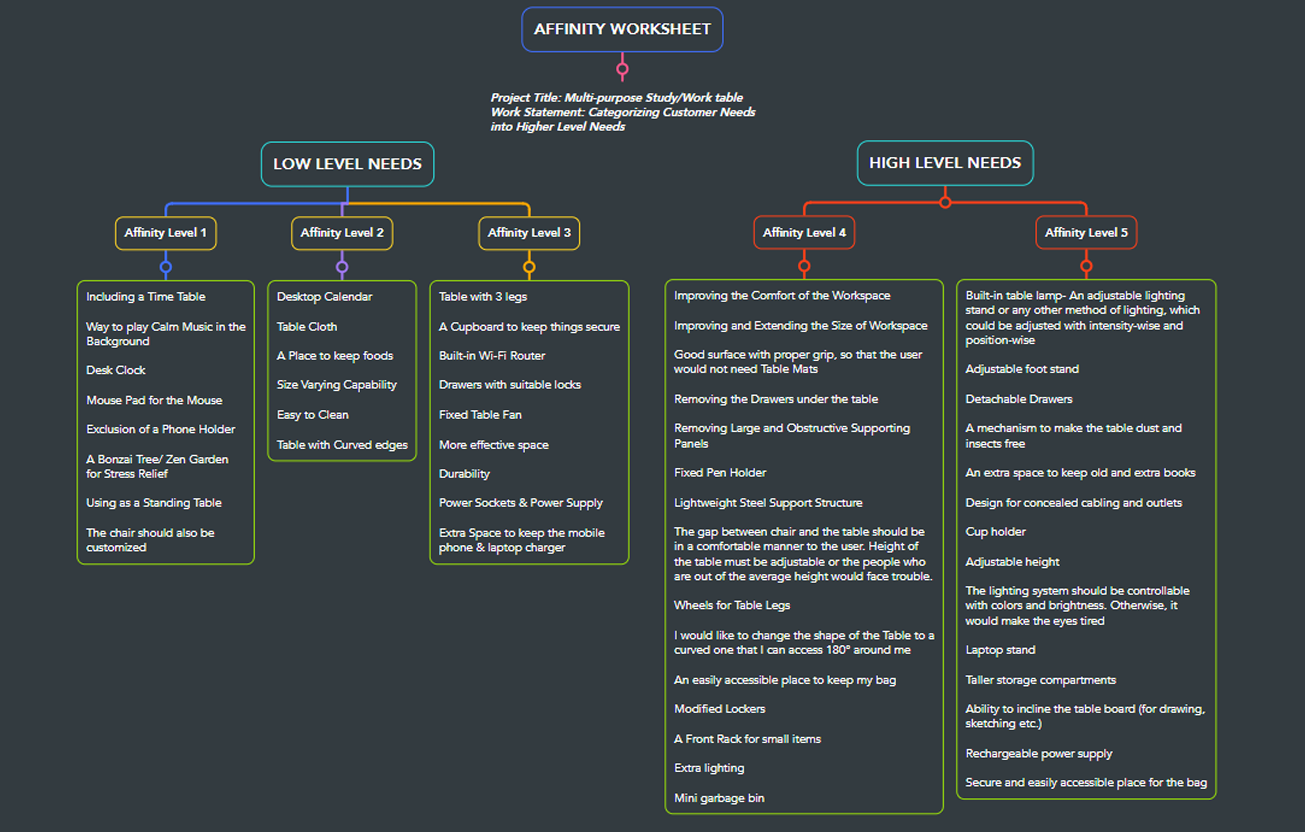 AFFINITY WORKSHEET
Project Title: Multi-purpose Study/Work table
Work Statement: Categorizing Customer Needs
into Higher Level Needs
LOW LEVEL NEEDS
Affinity Level 1
Including a Time Table
Way to play Calm Music in the
Background
Desk Clock
Mouse Pad for the Mouse
Exclusion of a Phone Holder
A Bonzai Tree/ Zen Garden
for Stress Relief
Using as a Standing Table
The chair should also be
customized
Affinity Level 2
Desktop Calendar
Table Cloth
A Place to keep foods
Size Varying Capability
Easy to Clean
Table with Curved edges
Affinity Level 3
Table with 3 legs
A Cupboard to keep things secure
Built-in Wi-Fi Router
Drawers with suitable locks
Fixed Table Fan
More effective space
Durability
Power Sockets & Power Supply
Extra Space to keep the mobile
phone & laptop charger
HIGH LEVEL NEEDS
Affinity Level 4
Improving the Comfort of the Workspace
Improving and Extending the Size of Workspace
Good surface with proper grip, so that the user
would not need Table Mats
Removing the Drawers under the table
Removing Large and Obstructive Supporting
Panels
Fixed Pen Holder
Lightweight Steel Support Structure
The gap between chair and the table should be
in a comfortable manner to the user. Height of
the table must be adjustable or the people who
are out of the average height would face trouble.
Wheels for Table Legs
I would like to change the shape of the Table to a
curved one that I can access 180° around me
An easily accessible place to keep my bag
Modified Lockers
A Front Rack for small items
Extra lighting
Mini garbage bin
Affinity Level 5
Built-in table lamp- An adjustable lighting
stand or any other method of lighting, which
could be adjusted with intensity-wise and
position-wise
Adjustable foot stand
Detachable Drawers
A mechanism to make the table dust and
insects free
An extra space to keep old and extra books
Design for concealed cabling and outlets
Cup holder
Adjustable height
The lighting system should be controllable
with colors and brightness. Otherwise, it
would make the eyes tired
Laptop stand
Taller storage compartments
Ability to incline the table board (for drawing,
sketching etc.)
Rechargeable power supply
Secure and easily accessible place for the bag